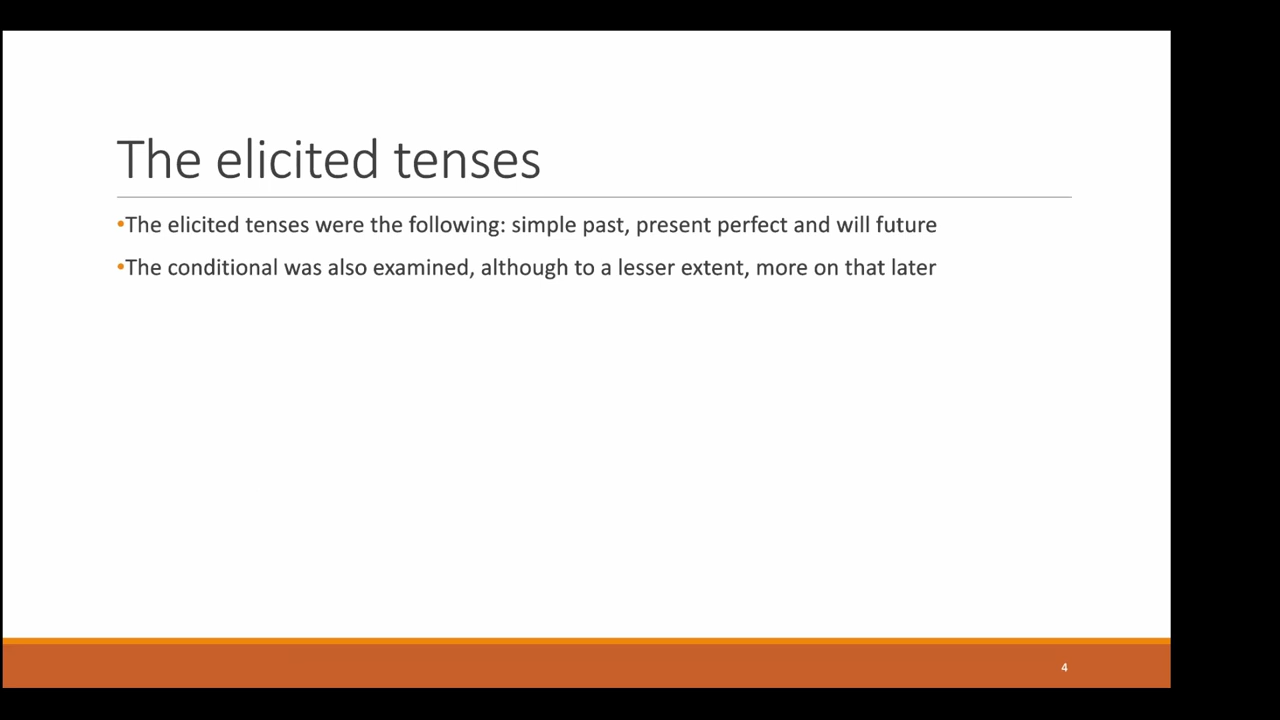 The elicited tenses
•The elicited tenses were the following: simple past, present perfect and will future
•The conditional was also examined, although to a lesser extent, more on that later
4